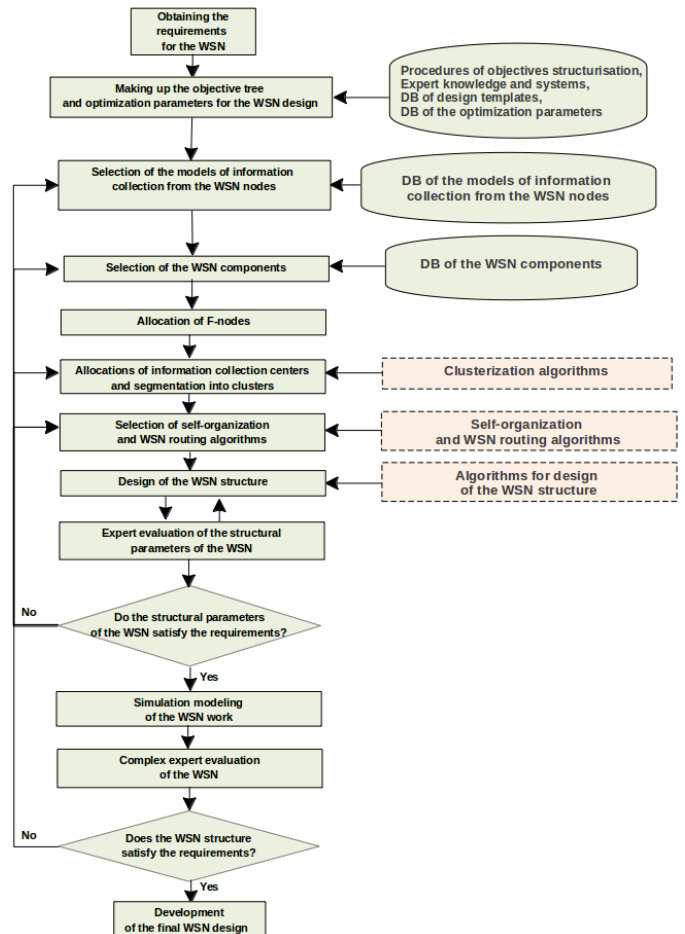 Obtaining the
requirements
for the WSN
Making up the objective tree
and optimization parameters for the WSN design
Procedures of objectives structurisation,
Expert knowledge and systems,
DB of design templates,
DB of the optimization parameters
Selection of the models of information
collection from the WSN nodes
DB of the models of information
collection from the WSN nodes
Selection of the WSN components
DB of the WSN components
Allocation of F-nodes
Allocations of information collection centers
and segmentation into clusters
Clusterization algorithms
Selection of self-organization
and WSN routing algorithms
Self-organization
and WSN routing algorithms
Design of the WSN structure
Algorithms for design
of the WSN structure
Expert evaluation of the structural
parameters of the WSN
No
Do the structural parameters
of the WSN satisfy the requirements?
Yes
Simulation modeling
of the WSN work
Complex expert evaluation
of the WSN
No
Does the WSN structure
satisfy the requirements?
Yes
Development
of the final WSN design